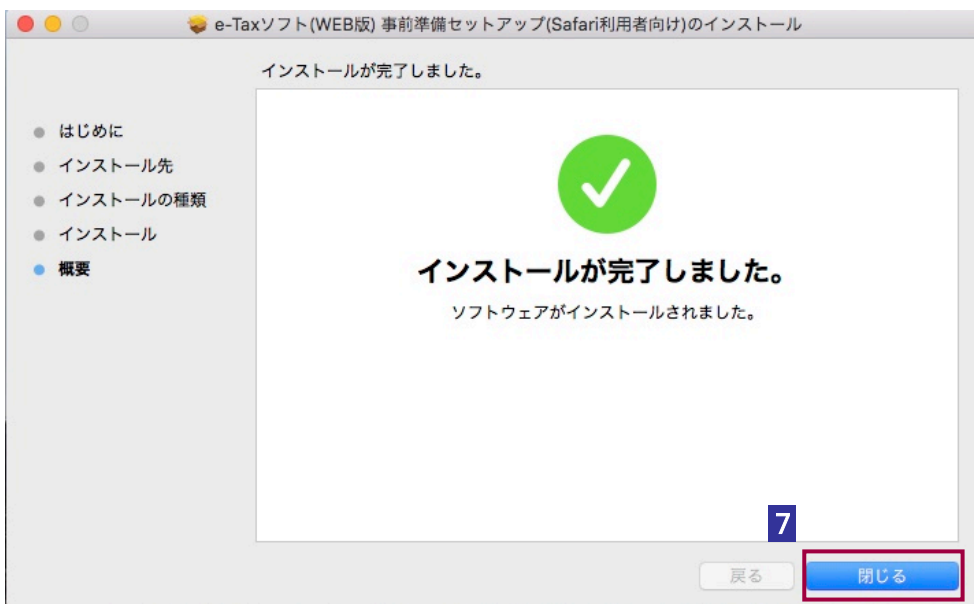 e-Taxソフト(WEB版) 事前準備セットアップ(Safari利用者向け)のインストール
インストールが完了しました。
はじめに
インストール先
インストールの種類
インストール
概要
インストールが完了しました。
ソフトウェアがインストールされました。
7
戻る
閉じる